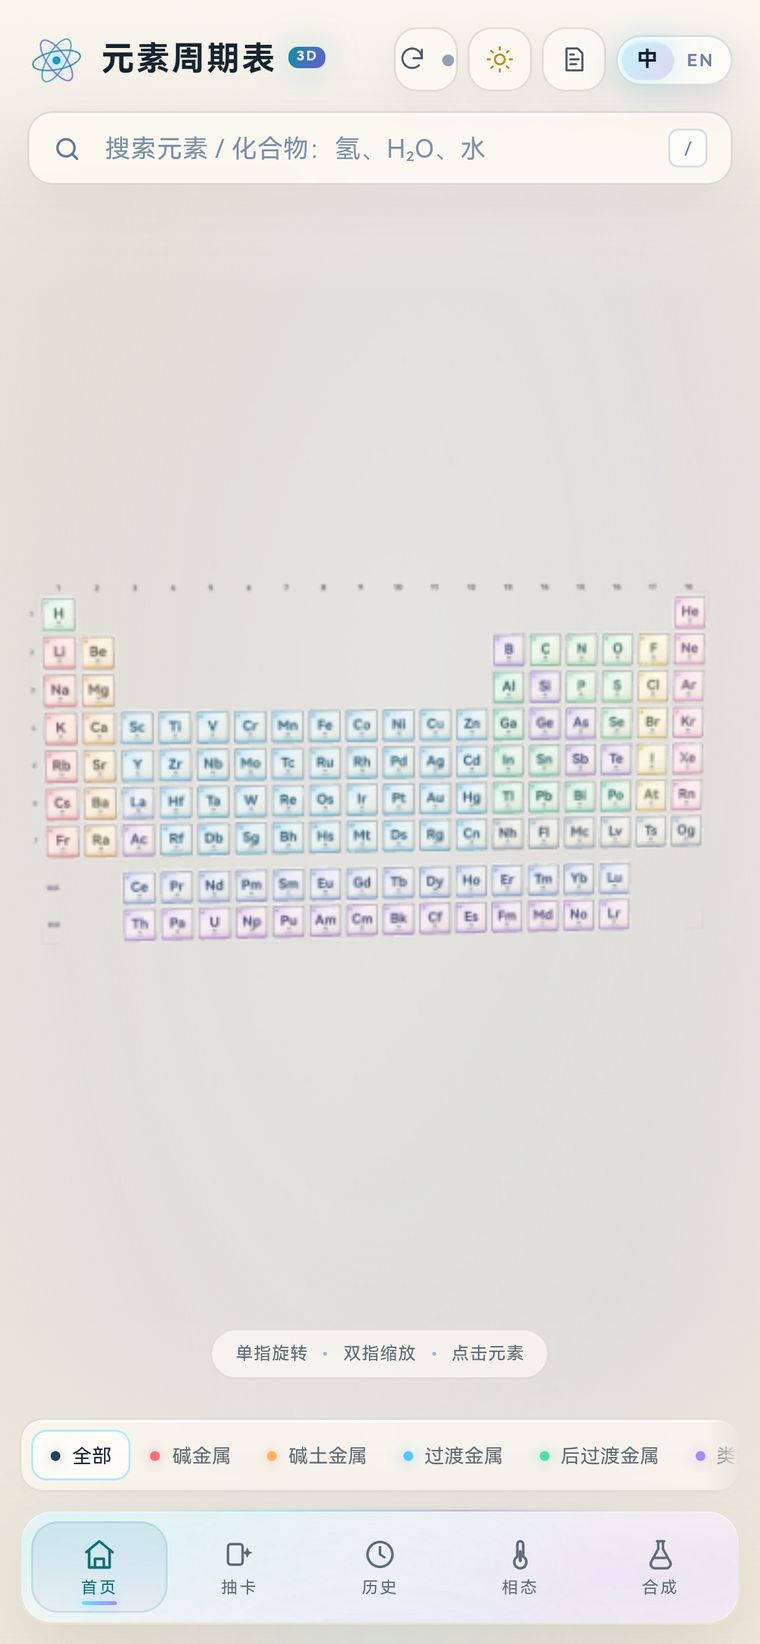 元素周期表 3D 中 EN
搜索元素 / 化合物: 氢、H₂O、水 /
1 2 3 4 5 6 7 8 9 10 11 12 13 14 15 16 17 18
1 H He
2 Li Be B C N O F Ne
3 Na Mg Al Si P S Cl Ar
4 K Ca Sc Ti V Cr Mn Fe Co Ni Cu Zn Ga Ge As Se Br Kr
5 Rb Sr Y Zr Nb Mo Tc Ru Rh Pd Ag Cd In Sn Sb Te I Xe
6 Cs Ba La Hf Ta W Re Os Ir Pt Au Hg Tl Pb Bi Po At Rn
7 Fr Ra Ac Rf Db Sg Bh Hs Mt Ds Rg Cn Nh Fl Mc Lv Ts Og
Ce Pr Nd Pm Sm Eu Gd Tb Dy Ho Er Tm Yb Lu
Th Pa U Np Pu Am Cm Bk Cf Es Fm Md No Lr
单指旋转 • 双指缩放 • 点击元素
全部 碱金属 碱土金属 过渡金属 后过渡金属 类
首页 抽卡 历史 相态 合成